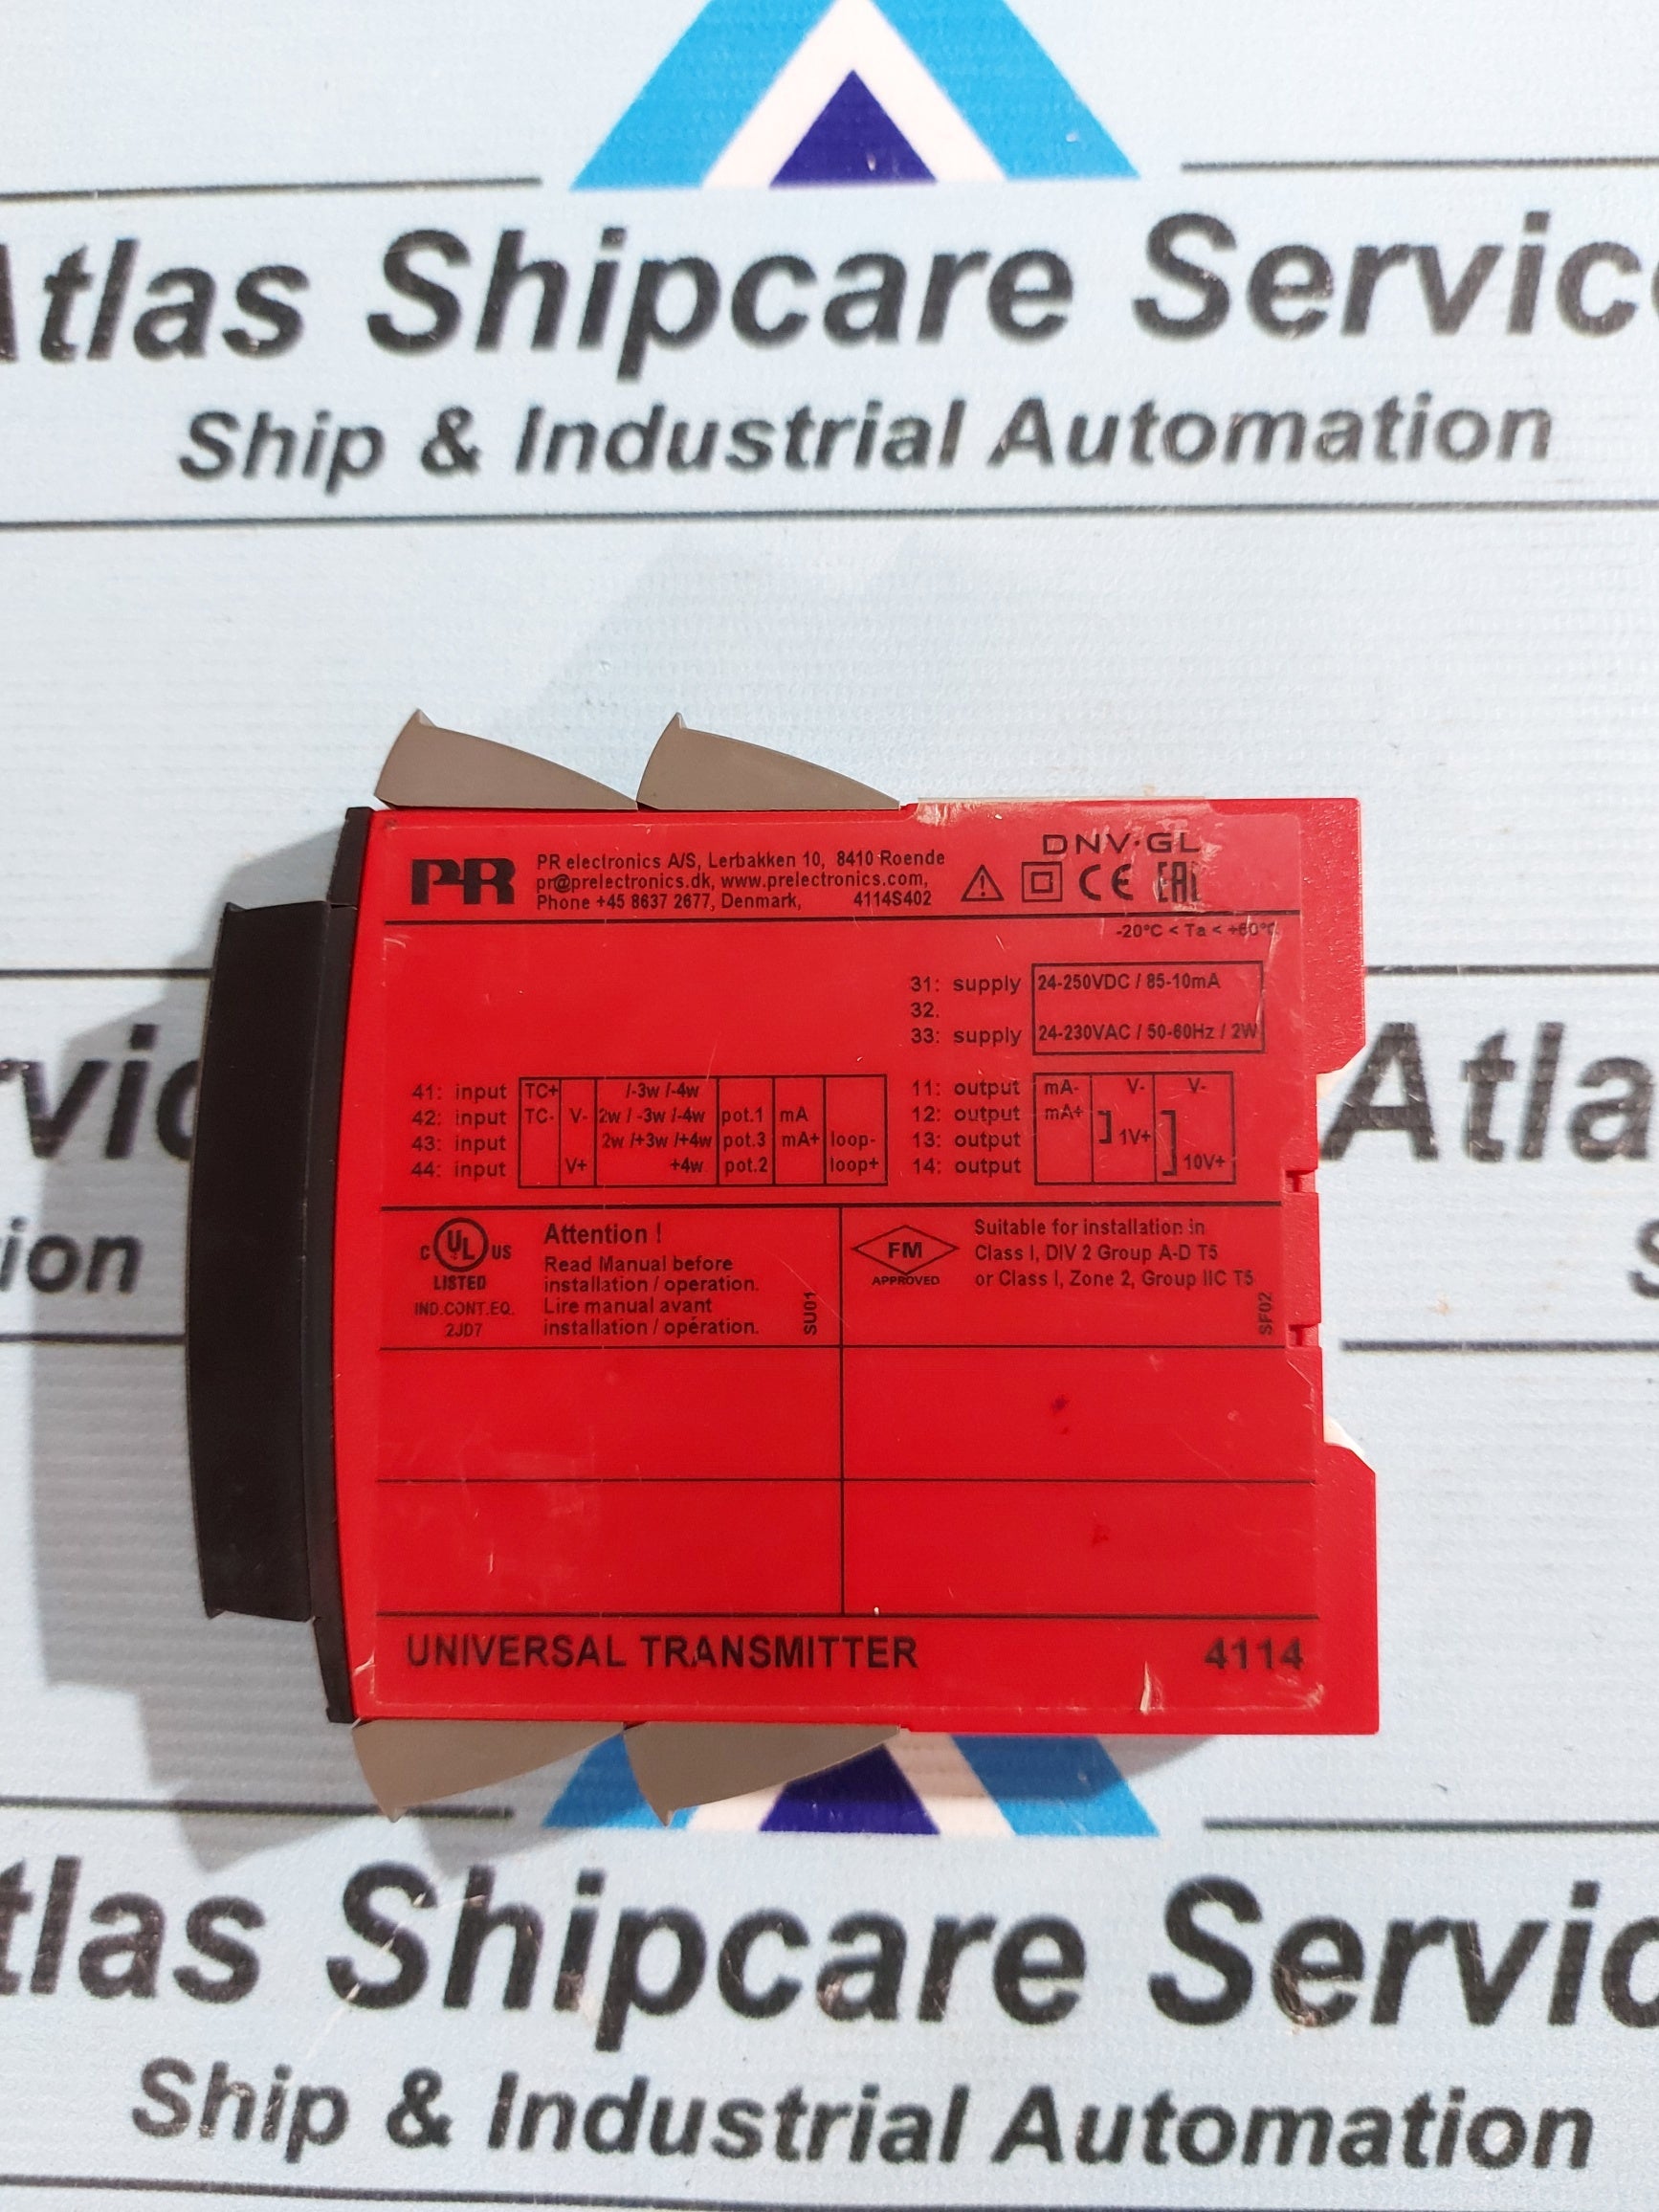 Atlas Shipcare Servic
Ship & Industrial Automation
PR
PR electronics A/S, Lerbakken 10, 8410 Roende
pr@prelectronics.dk, www.prelectronics.com,
Phone +45 8637 2677, Denmark, 4114S402
DNV·GL
CE EAC
-20°C < Ta < +60°C
31: supply 24-250VDC / 85-10mA
32.
33: supply 24-230VAC / 50-60Hz / 2W
41: input TC+ /-3w /-4w
42: input TC- V- 2w / -3w /-4w pot.1 mA
43: input 2w /+3w /+4w pot.3 mA+ loop-
44: input V+ +4w pot.2 loop+
11: output mA- V- V-
12: output mA+
13: output 1V+
14: output 10V+
c UL us
LISTED
IND.CONT.EQ.
2JD7
Attention !
Read Manual before
installation / operation.
Lire manual avant
installation / opération.
SU01
FM
APPROVED
Suitable for installation in
Class I, DIV 2 Group A-D T5
or Class I, Zone 2, Group IIC T5
SF02
UNIVERSAL TRANSMITTER 4114
rvic
ion
Atla
S
tlas Shipcare Servic
Ship & Industrial Automation